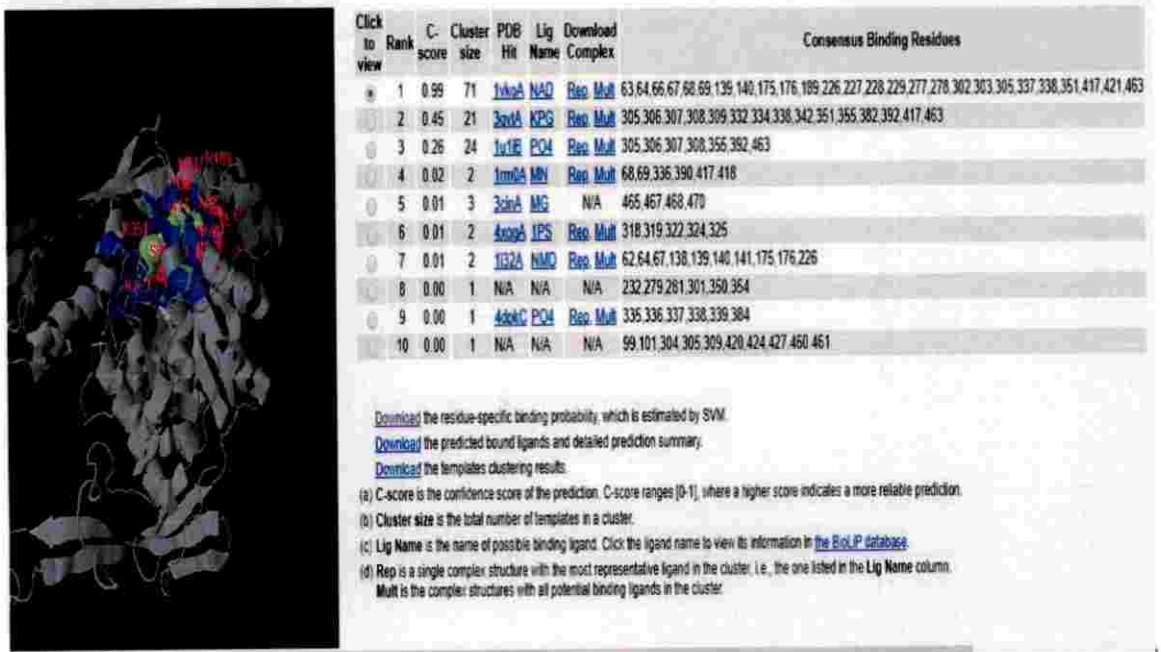 Click to view Rank C-score Cluster size PDB Hit Lig Name Download Complex Consensus Binding Residues
1 0.99 71 NAD Rep, Mult 63,64,66,67,68,69,139,140,175,176,189,226,227,228,229,277,278,302,303,305,337,338,351,417,421,463
2 0.45 21 KPG Rep, Mult 305,306,307,308,309,332,334,338,342,351,355,382,392,417,463
3 0.26 24 1u1iB PO4 Rep, Mult 305,306,307,308,355,392,463
4 0.02 2 1rm0A MN Rep, Mult 68,69,336,390,417,418
5 0.01 3 3cinA MG N/A 465,467,468,470
6 0.01 2 4xogA 1PS Rep, Mult 318,319,322,324,325
7 0.01 2 1i32A NMD Rep, Mult 62,64,67,138,139,140,141,175,176,226
8 0.00 1 N/A N/A N/A 232,279,281,301,350,354
9 0.00 1 4dpkC PO4 Rep, Mult 335,336,337,338,339,384
10 0.00 1 N/A N/A N/A 99,101,304,305,309,420,424,427,460,461
Download the residue-specific binding probability, which is estimated by SVM.
Download the predicted bound ligands and detailed prediction summary.
Download the templates clustering results.
(a) C-score is the confidence score of the prediction. C-score ranges [0-1], where a higher score indicates a more reliable prediction.
(b) Cluster size is the total number of templates in a cluster.
(c) Lig Name is the name of possible binding ligand. Click the ligand name to view its information in the BioLiP database.
(d) Rep is a single complex structure with the most representative ligand in the cluster, i.e., the one listed in the Lig Name column.
Mult is the complex structures with all potential binding ligands in the cluster.